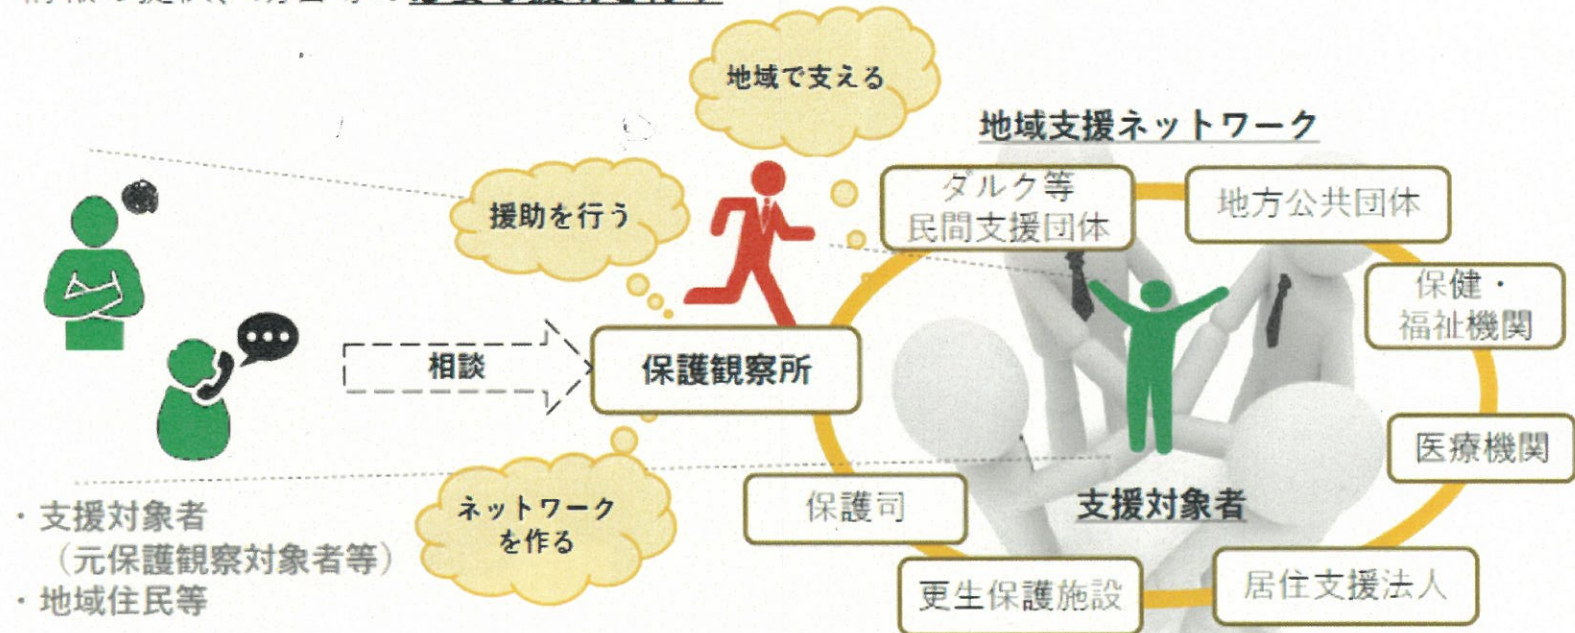 地域で支える
地域支援ネットワーク
援助を行う
ダルク等
民間支援団体
地方公共団体
保健・
福祉機関
相談
保護観察所
医療機関
ネットワーク
を作る
保護司
支援対象者
更生保護施設
居住支援法人
・支援対象者
（元保護観察対象者等）
・地域住民等